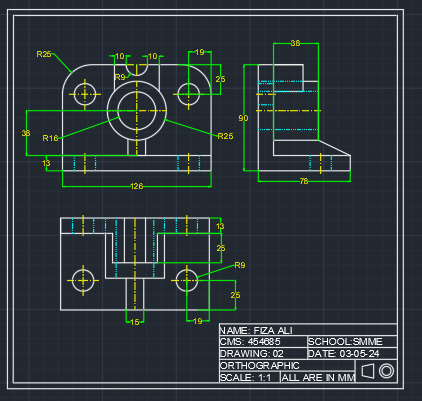 R25
10
10
19
R9
25
38
R16
R25
13
126
38
90
76
13
25
R9
25
15
19
NAME: FIZA ALI
CMS: 454685 SCHOOL:SMME
DRAWING: 02 DATE: 03-05-24
ORTHOGRAPHIC
SCALE: 1:1 ALL ARE IN MM